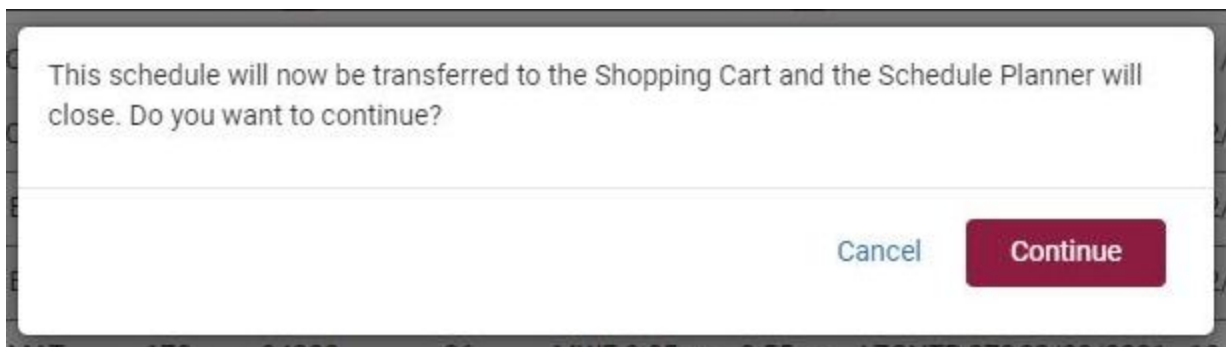 This schedule will now be transferred to the Shopping Cart and the Schedule Planner will
close. Do you want to continue?
Cancel Continue